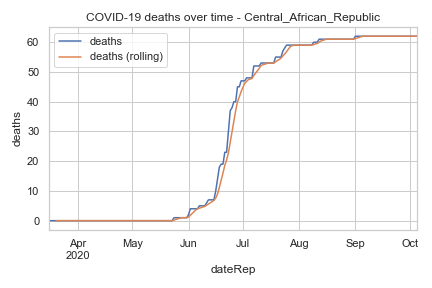 COVID-19 deaths over time - Central_African_Republic
deaths
deaths (rolling)
60
50
40
30
20
10
0
deaths
Apr
2020
May
Jun
Jul
Aug
Sep
Oct
dateRep